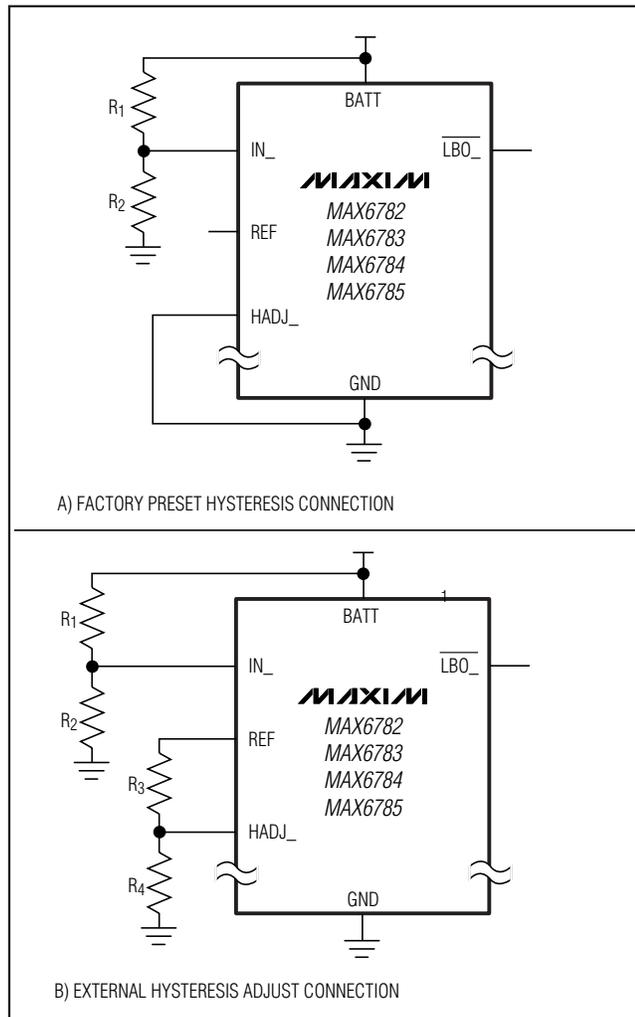 BATT
R1
LBO_
IN_
MAXIM
R2
MAX6782
REF
MAX6783
MAX6784
MAX6785
HADJ_
GND
A) FACTORY PRESET HYSTERESIS CONNECTION
1
BATT
R1
LBO_
IN_
MAXIM
R2
MAX6782
REF
MAX6783
R3
MAX6784
MAX6785
HADJ_
R4
GND
B) EXTERNAL HYSTERESIS ADJUST CONNECTION